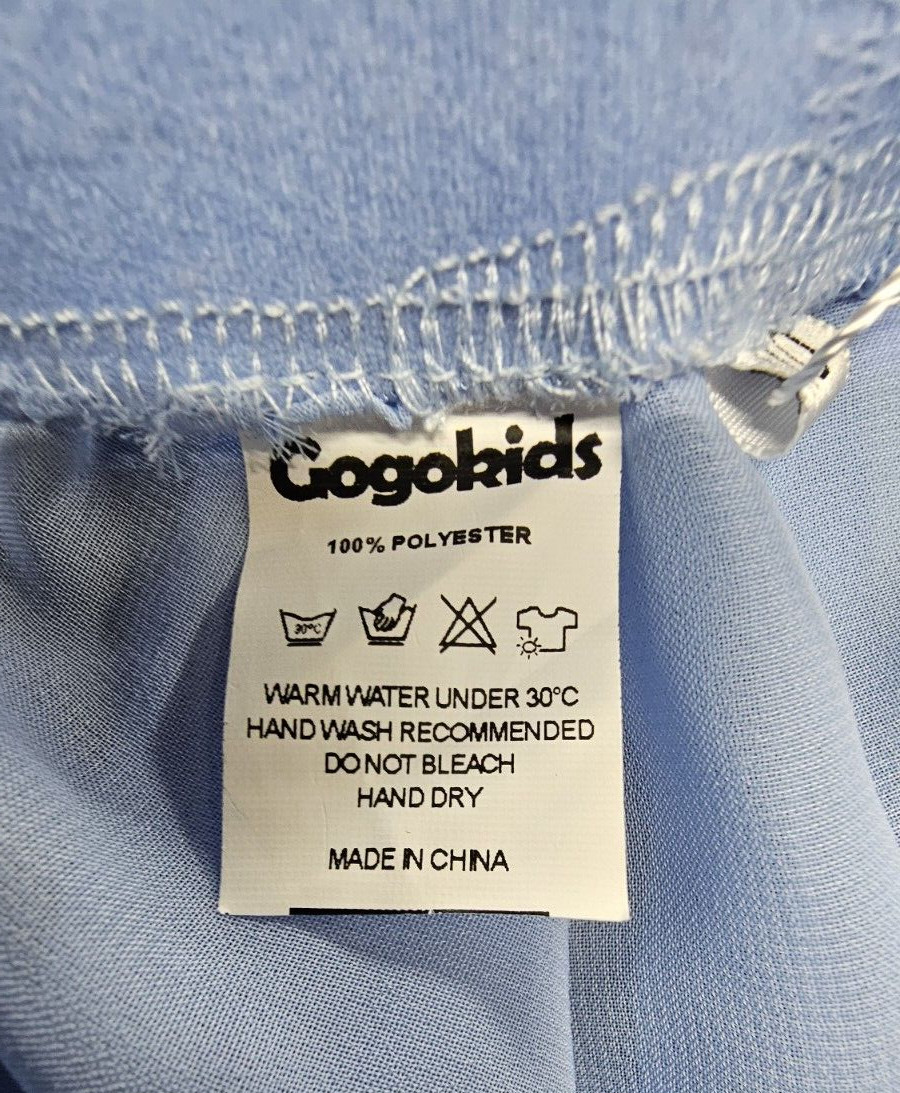 Gogokids
100% POLYESTER
30°C
WARM WATER UNDER 30°C
HAND WASH RECOMMENDED
DO NOT BLEACH
HAND DRY
MADE IN CHINA